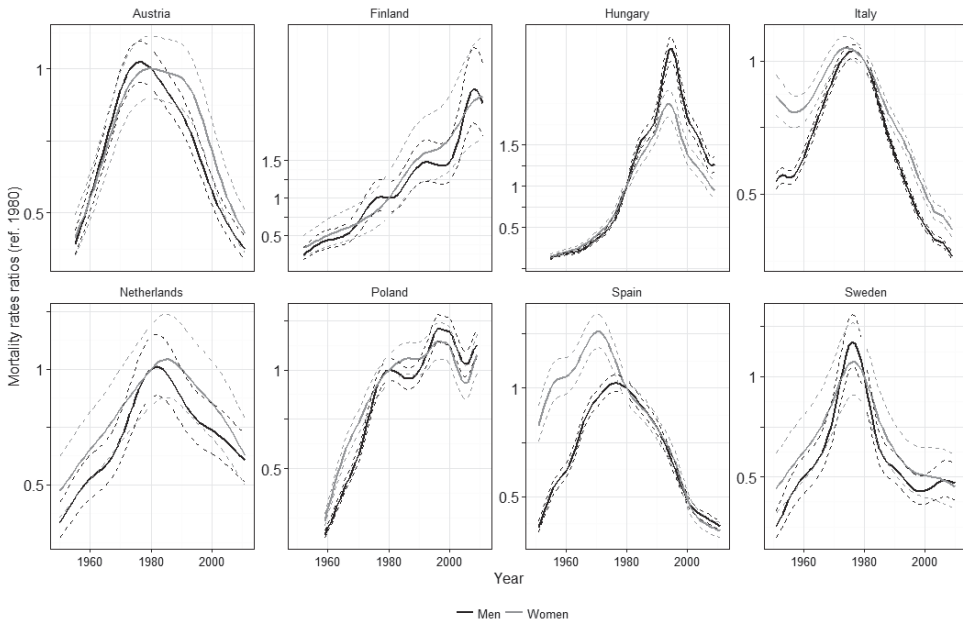 Austria
Finland
Hungary
Italy
1
0.5
1.5
1
0.5
1.5
1
0.5
1
0.5
Mortality rates ratios (ref. 1980)
Netherlands
Poland
Spain
Sweden
1
0.5
1
0.5
1
0.5
1
0.5
1960 1980 2000
1960 1980 2000
1960 1980 2000
1960 1980 2000
Year
Men Women